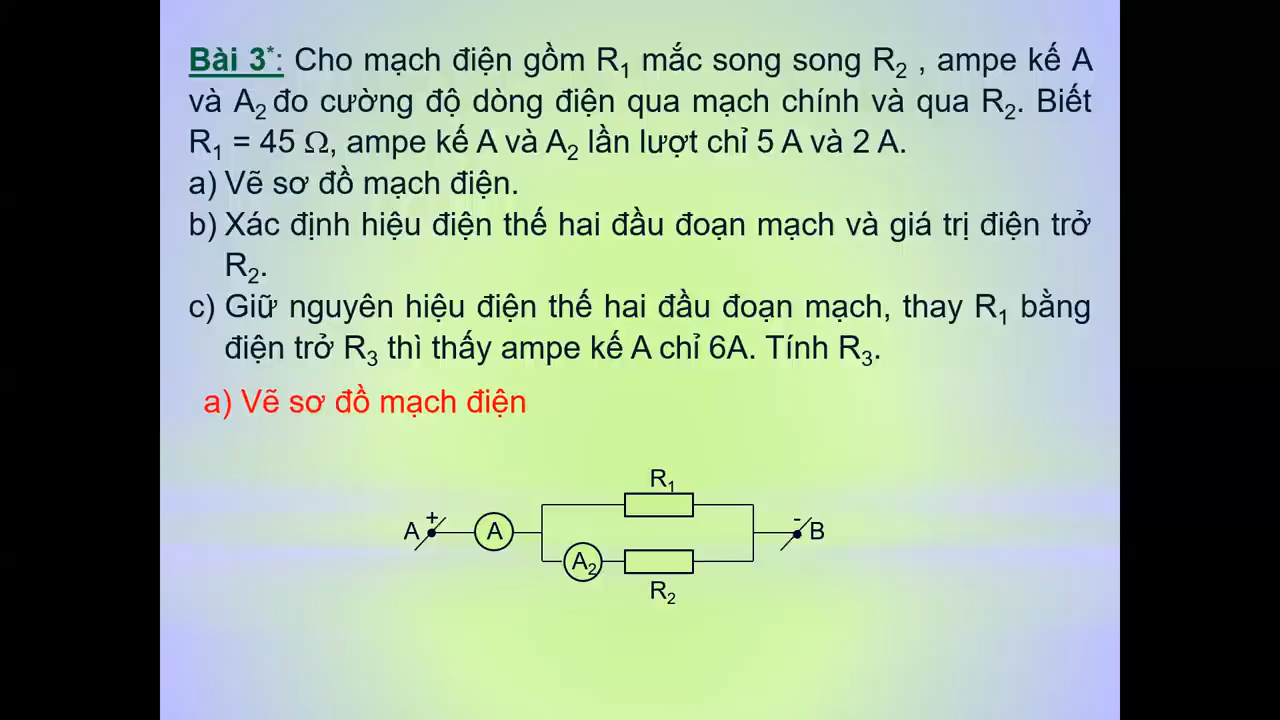 Bài 3*: Cho mạch điện gồm R₁ mắc song song R₂ , ampe kế A
và A₂ đo cường độ dòng điện qua mạch chính và qua R₂. Biết
R₁ = 45 Ω, ampe kế A và A₂ lần lượt chỉ 5 A và 2 A.
a) Vẽ sơ đồ mạch điện.
b) Xác định hiệu điện thế hai đầu đoạn mạch và giá trị điện trở
R₂.
c) Giữ nguyên hiệu điện thế hai đầu đoạn mạch, thay R₁ bằng
điện trở R₃ thì thấy ampe kế A chỉ 6A. Tính R₃.
a) Vẽ sơ đồ mạch điện
R₁
A + A - B
A₂
R₂